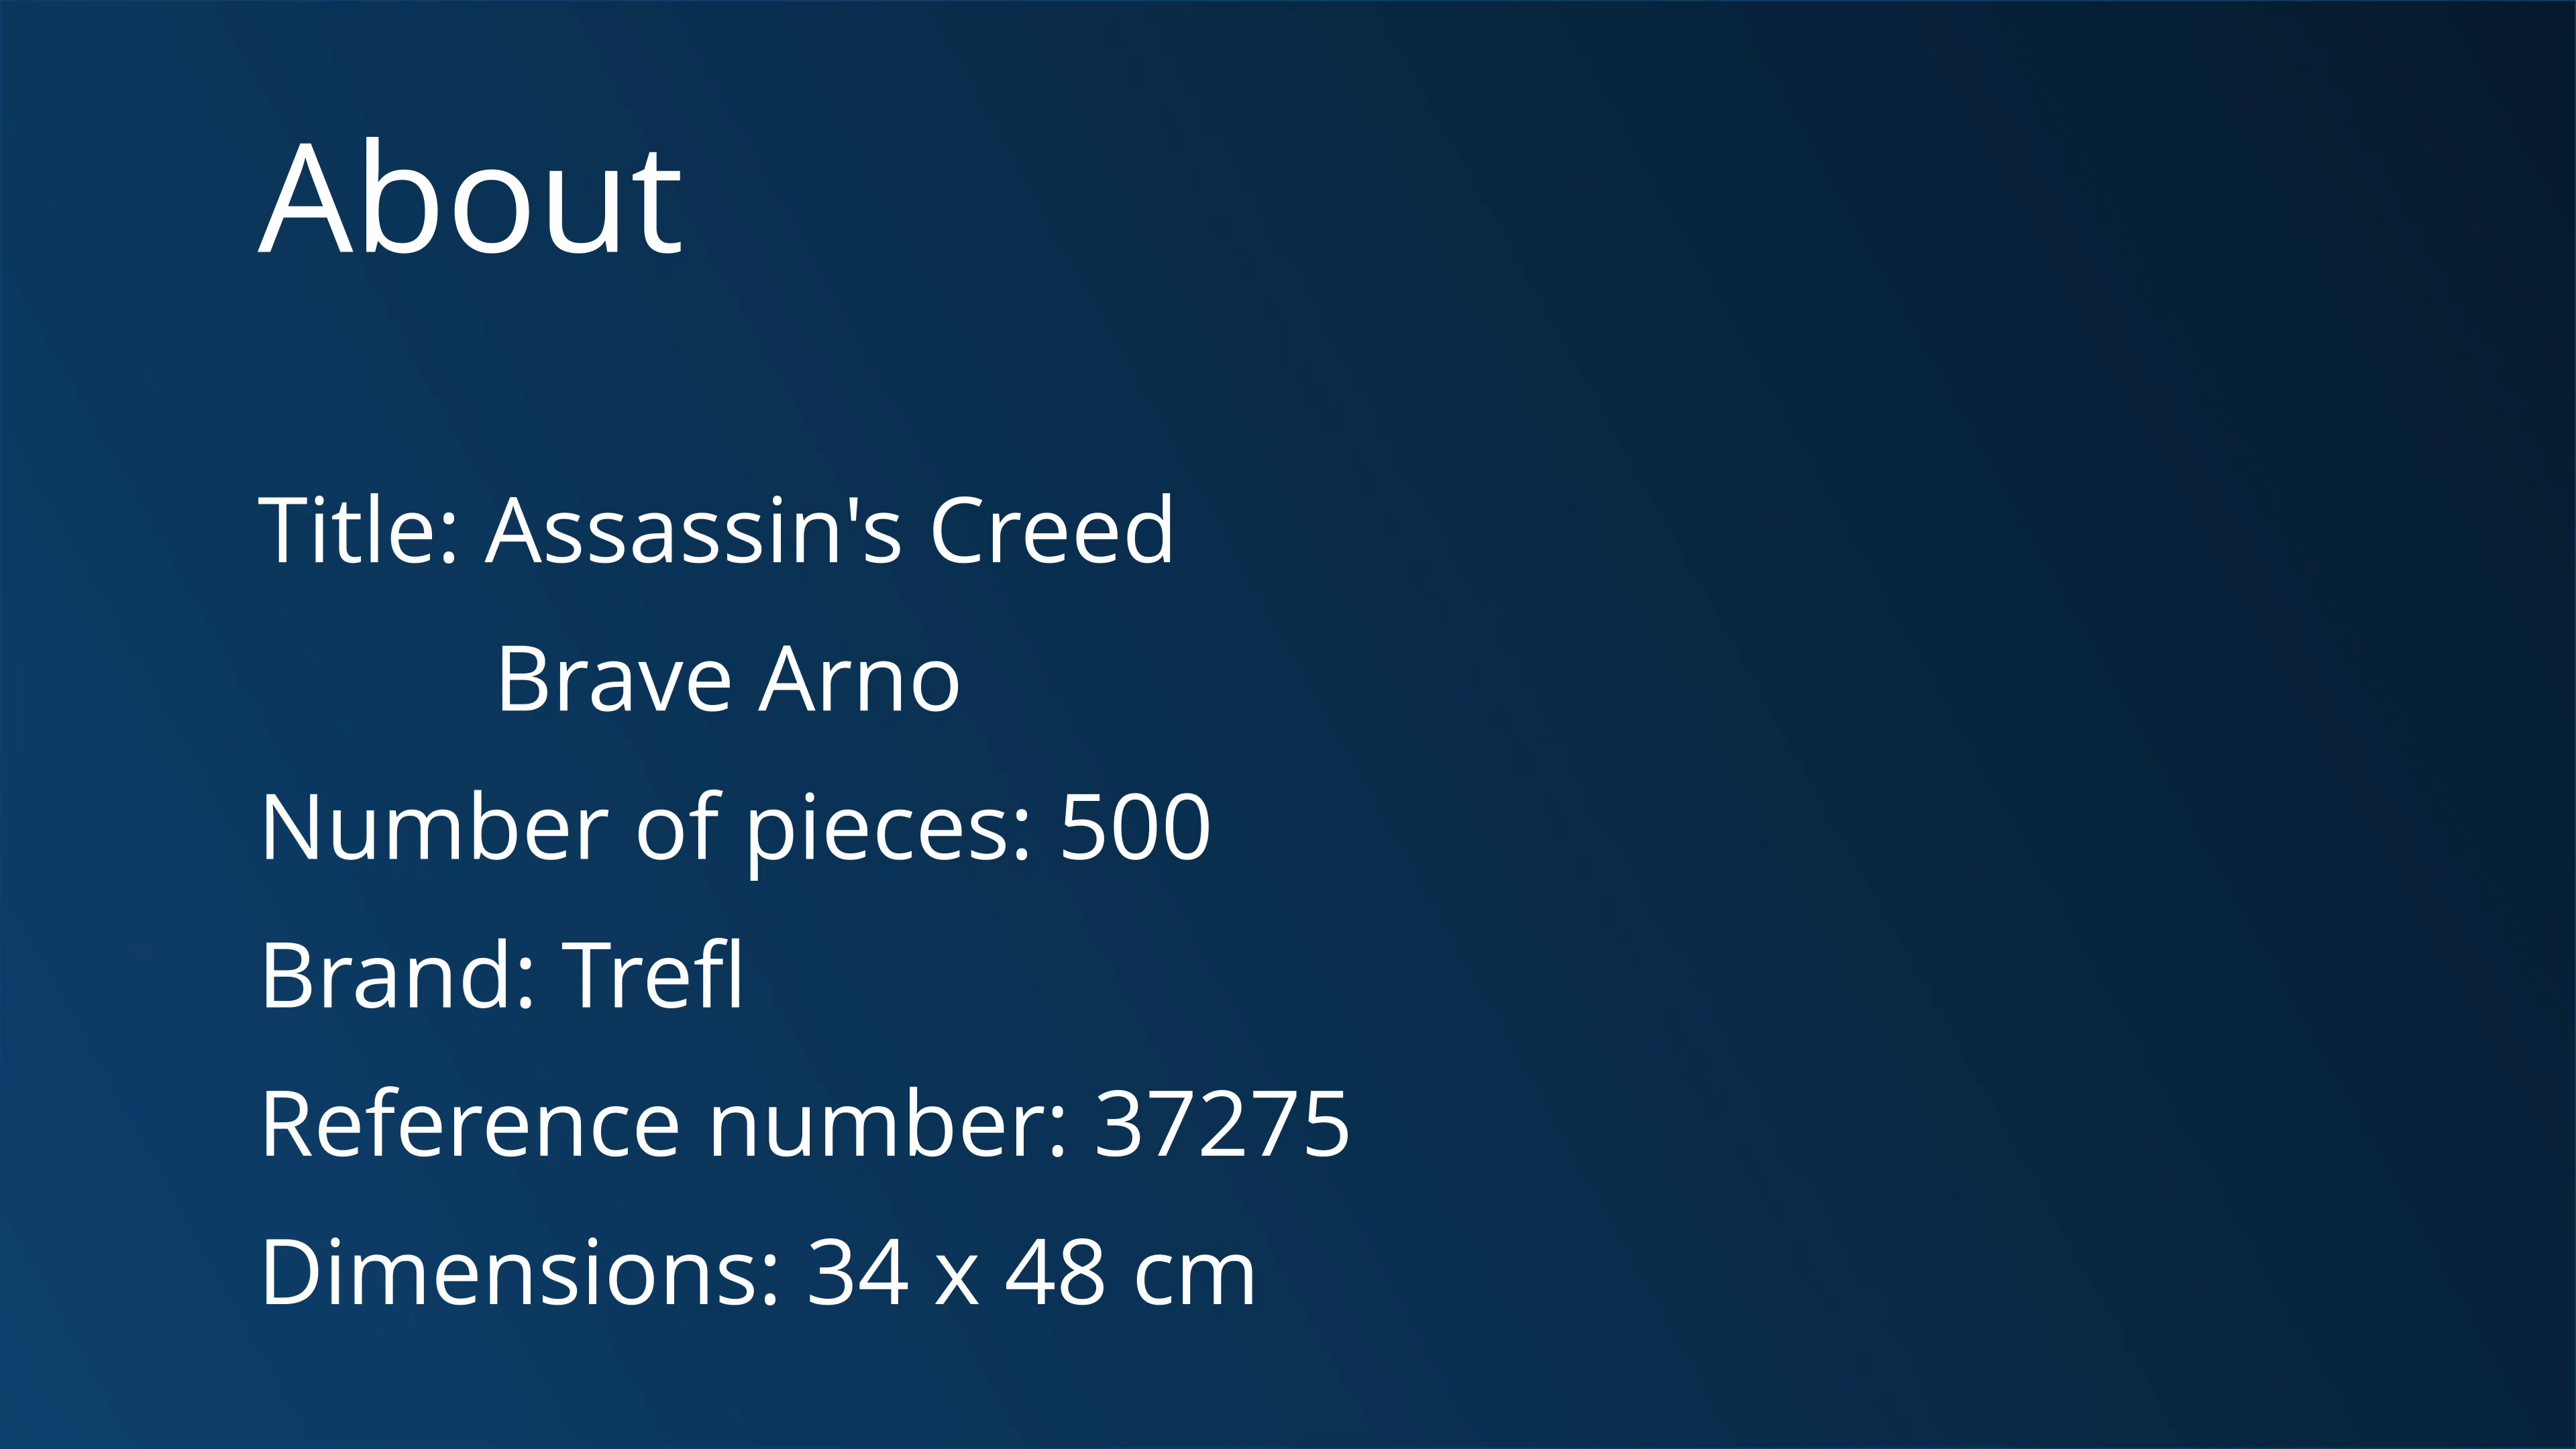 About
Title: Assassin's Creed
Brave Arno
Number of pieces: 500
Brand: Trefl
Reference number: 37275
Dimensions: 34 x 48 cm